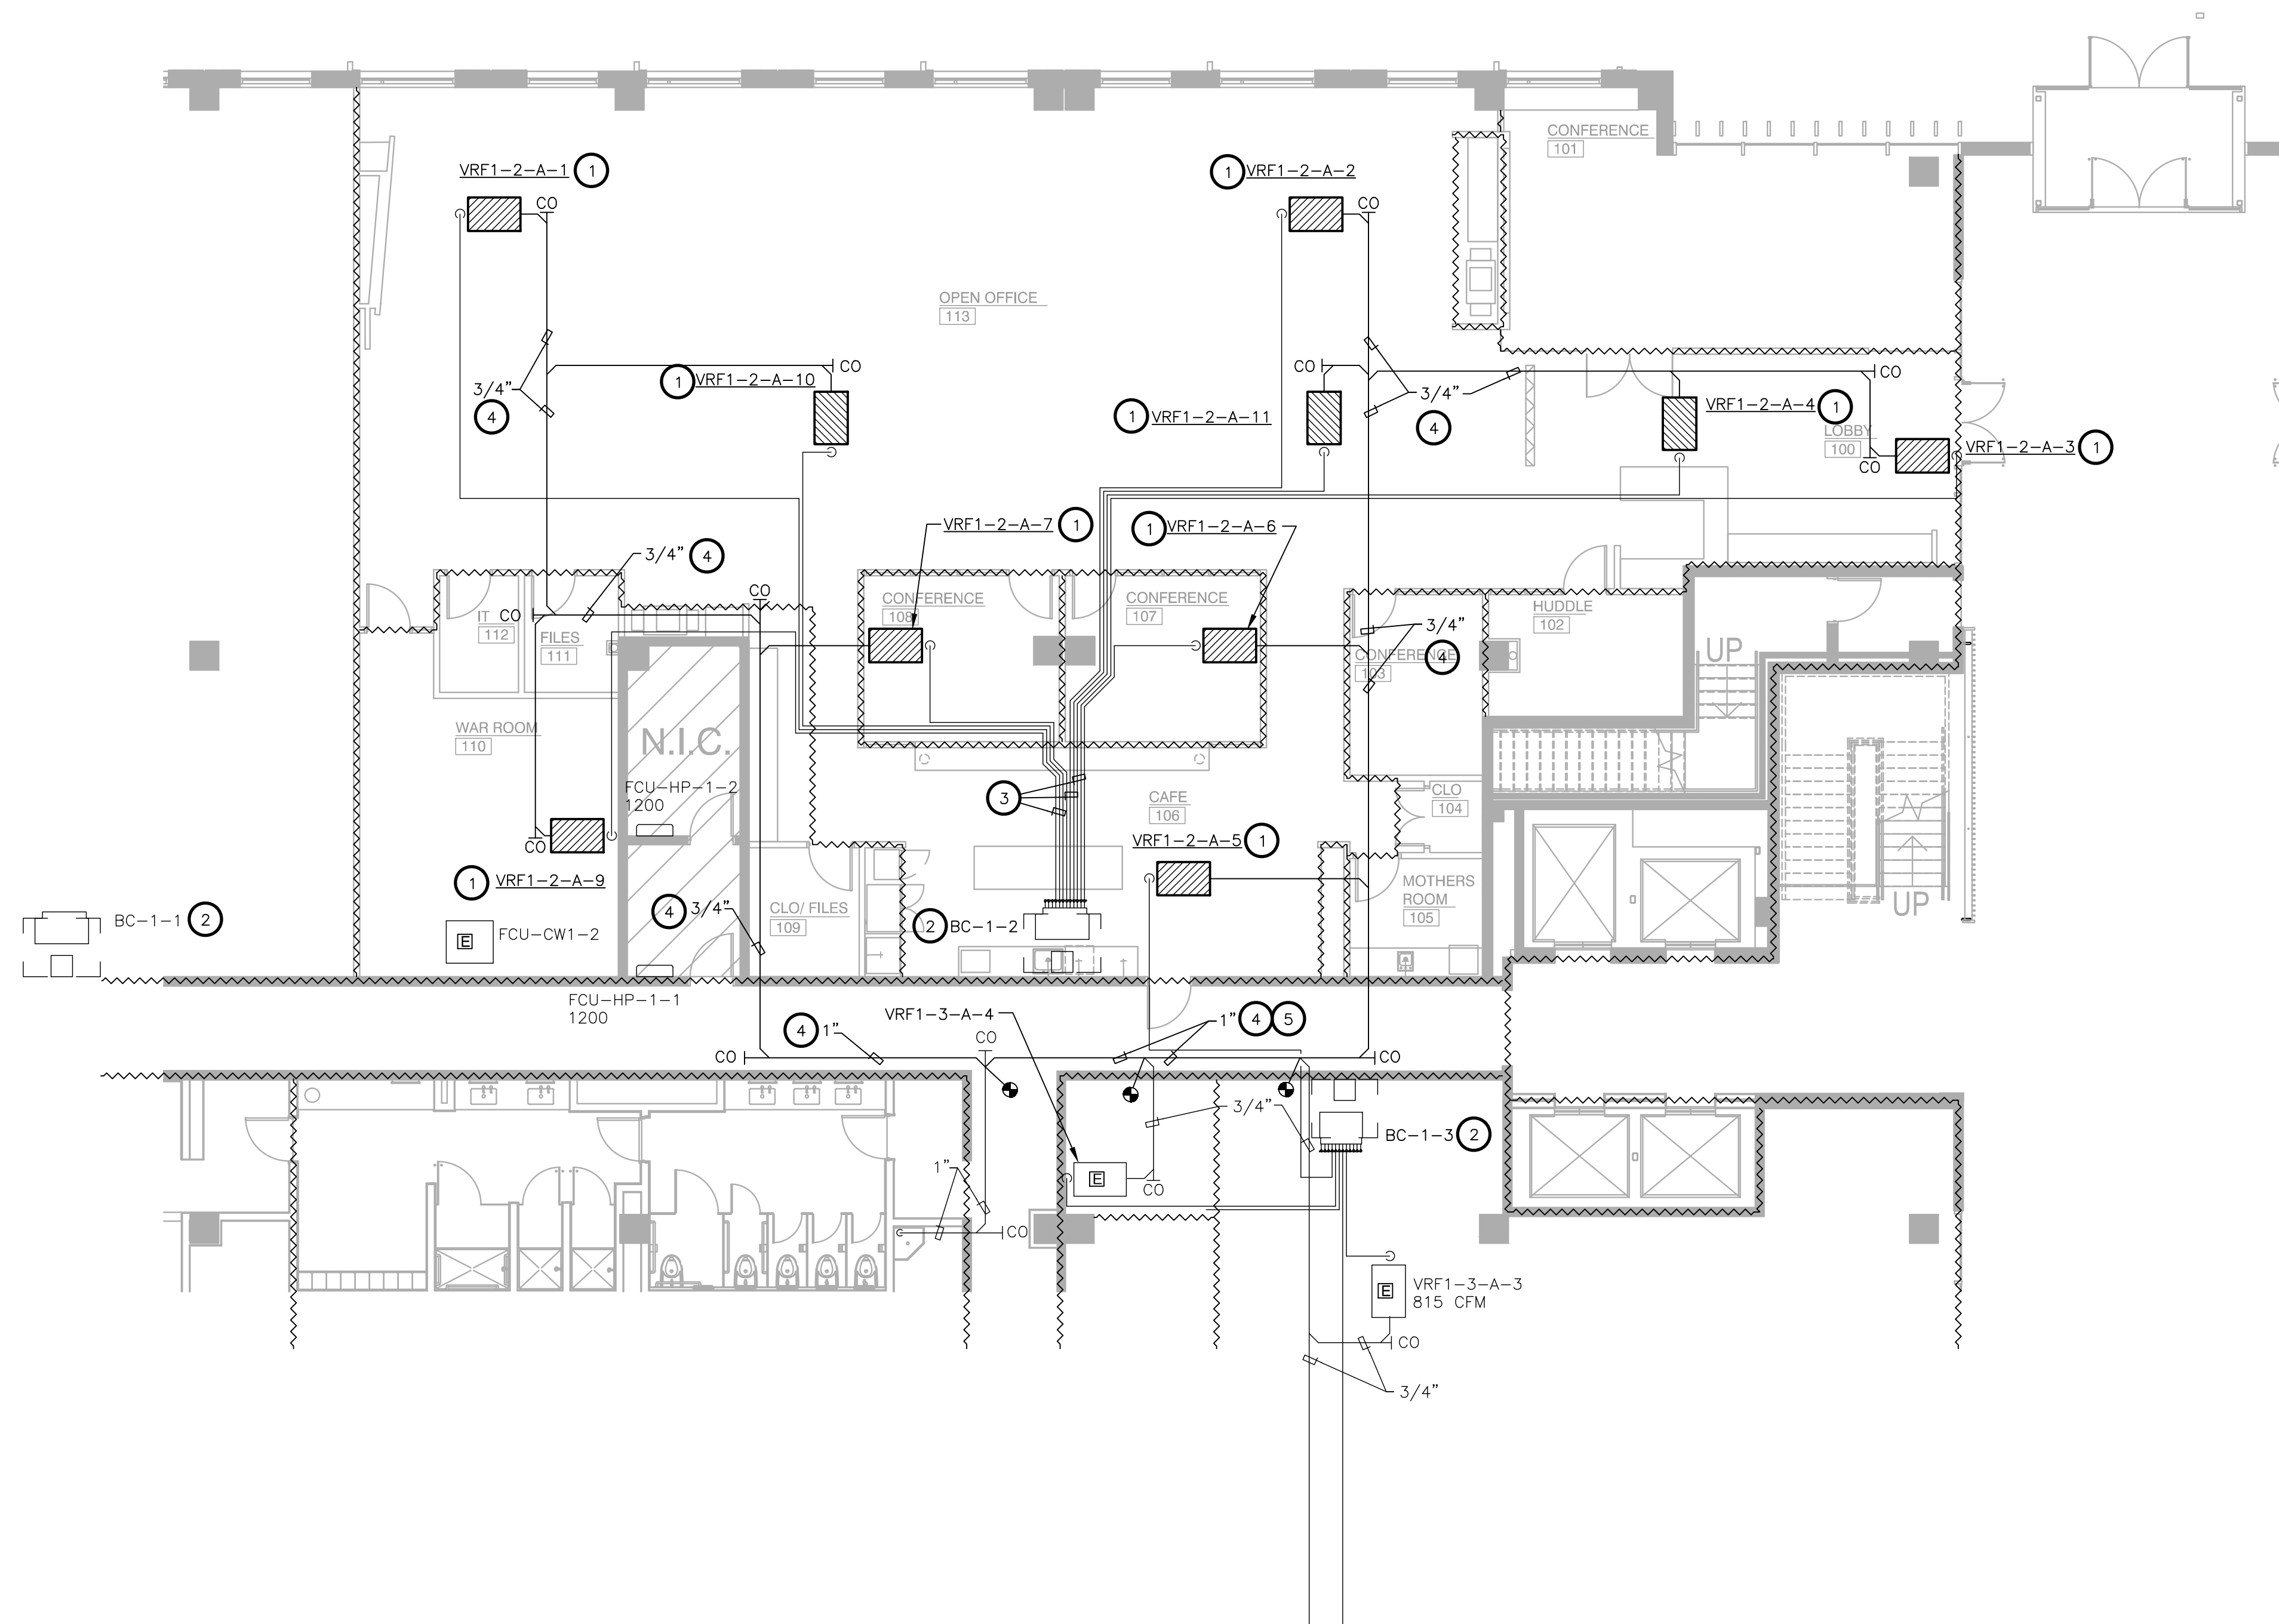 CONFERENCE
101
VRF1-2-A-1 1
1 VRF1-2-A-2
CO
CO
OPEN OFFICE
113
CO
CO
CO
1 VRF1-2-A-10
3/4"
4
3/4"
4
1 VRF1-2-A-11
VRF1-2-A-4 1
LOBBY
100
VRF1-2-A-3 1
CO
VRF1-2-A-7 1
1 VRF1-2-A-6
3/4" 4
CO
CONFERENCE
108
CONFERENCE
107
HUDDLE
102
IT CO
112
FILES
111
3/4"
4
CONFERENCE
103
UP
WAR ROOM
110
N.I.C.
FCU-HP-1-2
1200
3
CAFE
106
CLO
104
VRF1-2-A-5 1
CO
1 VRF1-2-A-9
MOTHERS
ROOM
105
4 3/4"
CLO/ FILES
109
UP
BC-1-1 2
2 BC-1-2
E FCU-CW1-2
FCU-HP-1-1
1200
VRF1-3-A-4
4 1"
1" 4 5
CO
CO
CO
3/4"
BC-1-3 2
1"
E
CO
CO
VRF1-3-A-3
815 CFM
E
CO
3/4"